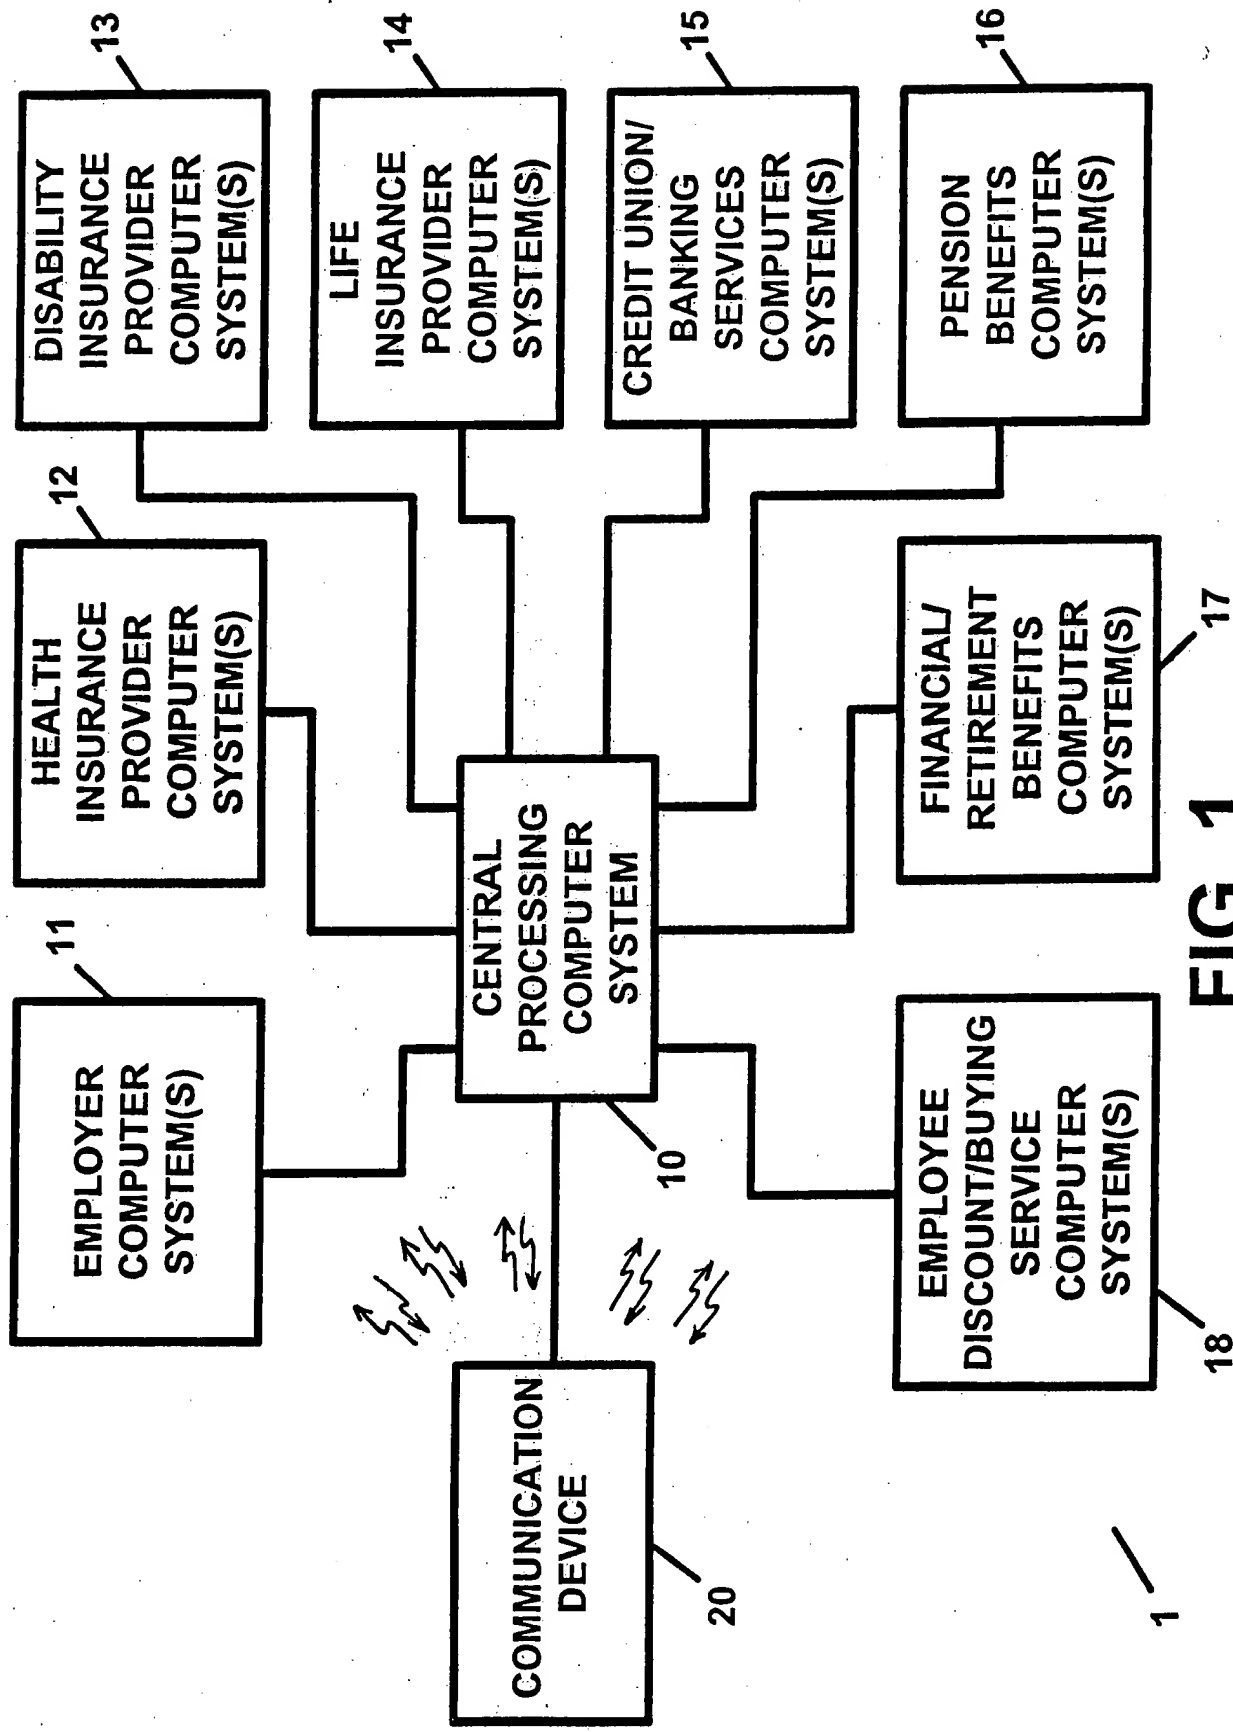 EMPLOYER
COMPUTER
SYSTEM(S)
11
HEALTH
INSURANCE
PROVIDER
COMPUTER
SYSTEM(S)
12
DISABILITY
INSURANCE
PROVIDER
COMPUTER
SYSTEM(S)
13
LIFE
INSURANCE
PROVIDER
COMPUTER
SYSTEM(S)
14
COMMUNICATION
DEVICE
20
CENTRAL
PROCESSING
COMPUTER
SYSTEM
10
CREDIT UNION/
BANKING
SERVICES
COMPUTER
SYSTEM(S)
15
EMPLOYEE
DISCOUNT/BUYING
SERVICE
COMPUTER
SYSTEM(S)
18
FINANCIAL/
RETIREMENT
BENEFITS
COMPUTER
SYSTEM(S)
17
PENSION
BENEFITS
COMPUTER
SYSTEM(S)
16
1
FIG 1